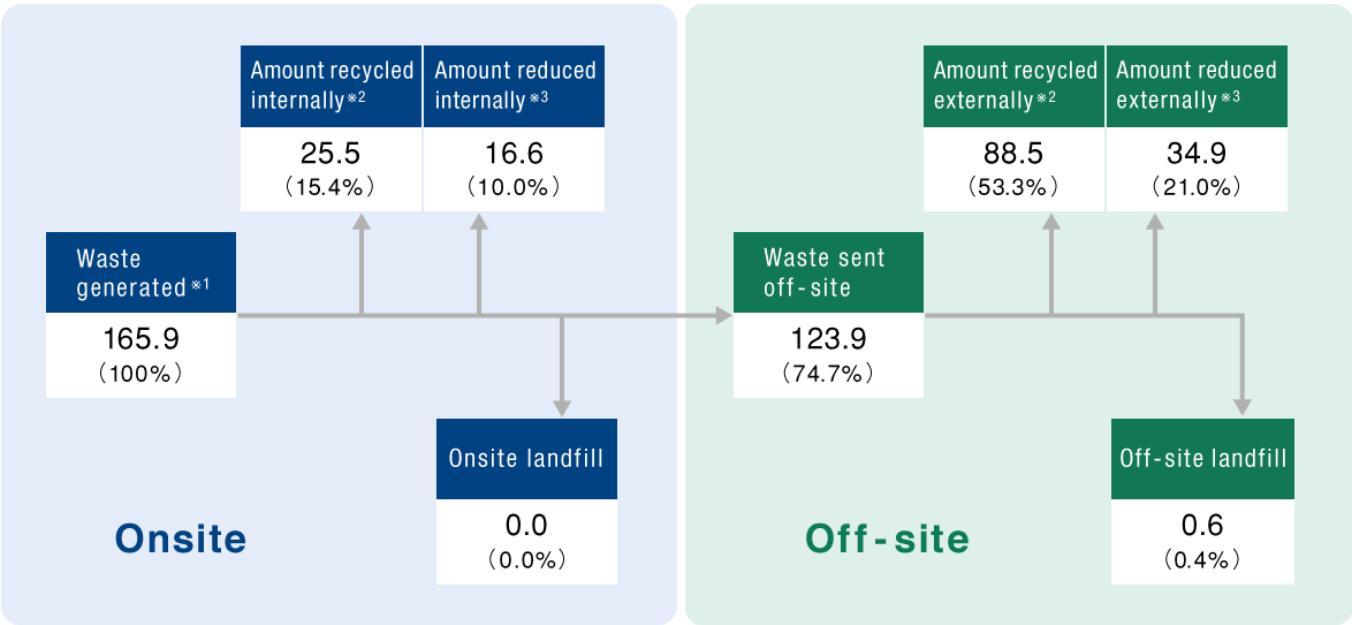 Amount recycled
internally※2
Amount reduced
internally※3
25.5
（15.4%）
16.6
（10.0%）
Waste
generated※1
165.9
（100%）
Onsite landfill
0.0
（0.0%）
Onsite
Amount recycled
externally※2
Amount reduced
externally※3
88.5
（53.3%）
34.9
（21.0%）
Waste sent
off-site
123.9
（74.7%）
Off-site landfill
0.6
（0.4%）
Off-site